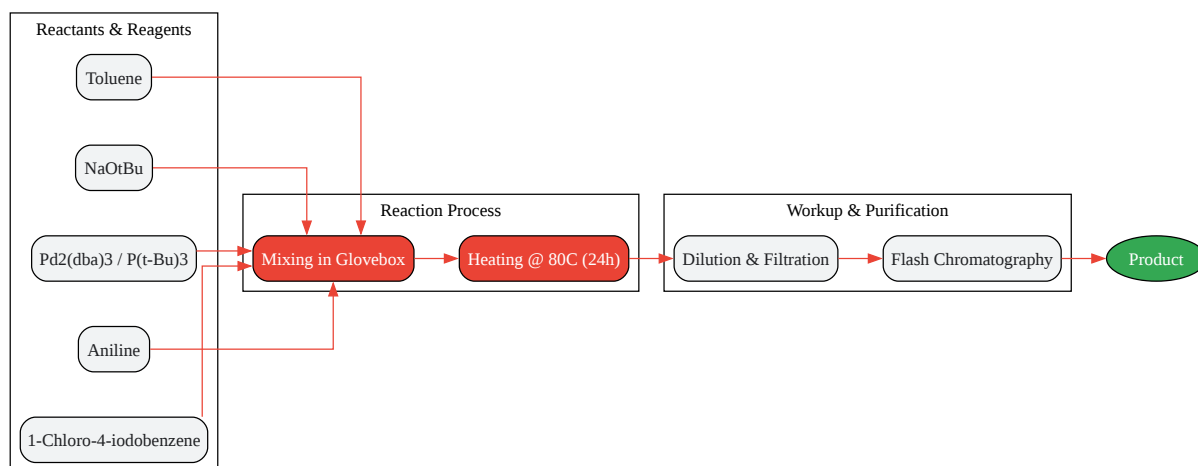 Reactants & Reagents
Toluene
NaOtBu
Pd2(dba)3 / P(t-Bu)3
Aniline
1-Chloro-4-iodobenzene
Reaction Process
Mixing in Glovebox
Heating @ 80C (24h)
Workup & Purification
Dilution & Filtration
Flash Chromatography
Product